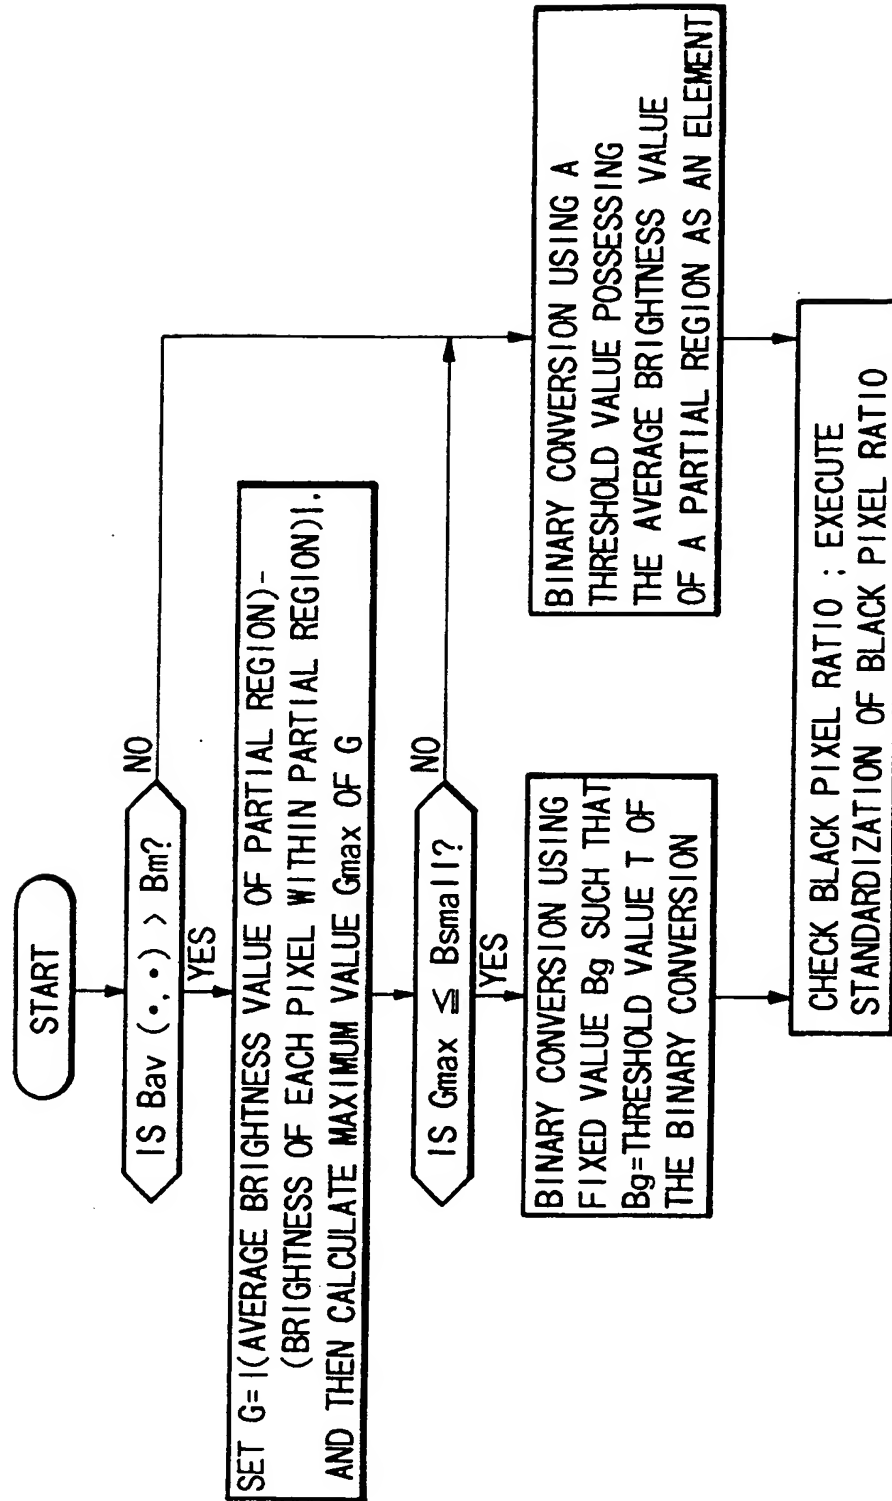 START
IS Bav (•, •) > Bm?
NO
YES
SET G=|(AVERAGE BRIGHTNESS VALUE OF PARTIAL REGION)-
(BRIGHTNESS OF EACH PIXEL WITHIN PARTIAL REGION)|.
AND THEN CALCULATE MAXIMUM VALUE Gmax OF G
IS Gmax ≦ Bsmall?
NO
YES
BINARY CONVERSION USING
FIXED VALUE Bg SUCH THAT
Bg=THRESHOLD VALUE T OF
THE BINARY CONVERSION
BINARY CONVERSION USING A
THRESHOLD VALUE POSSESSING
THE AVERAGE BRIGHTNESS VALUE
OF A PARTIAL REGION AS AN ELEMENT
CHECK BLACK PIXEL RATIO ; EXECUTE
STANDARDIZATION OF BLACK PIXEL RATIO